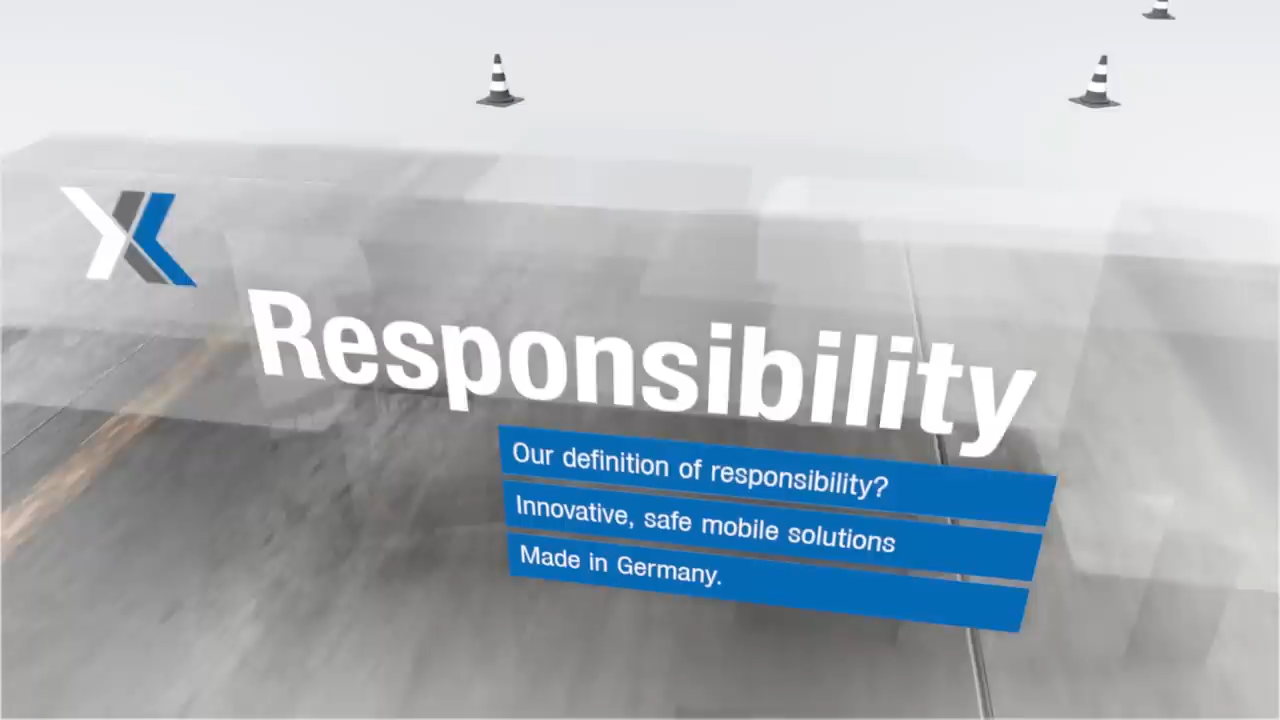 Responsibility
Our definition of responsibility?
Innovative, safe mobile solutions
Made in Germany.